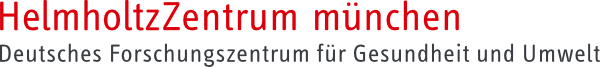 HelmholtzZentrum münchen
Deutsches Forschungszentrum für Gesundheit und Umwelt